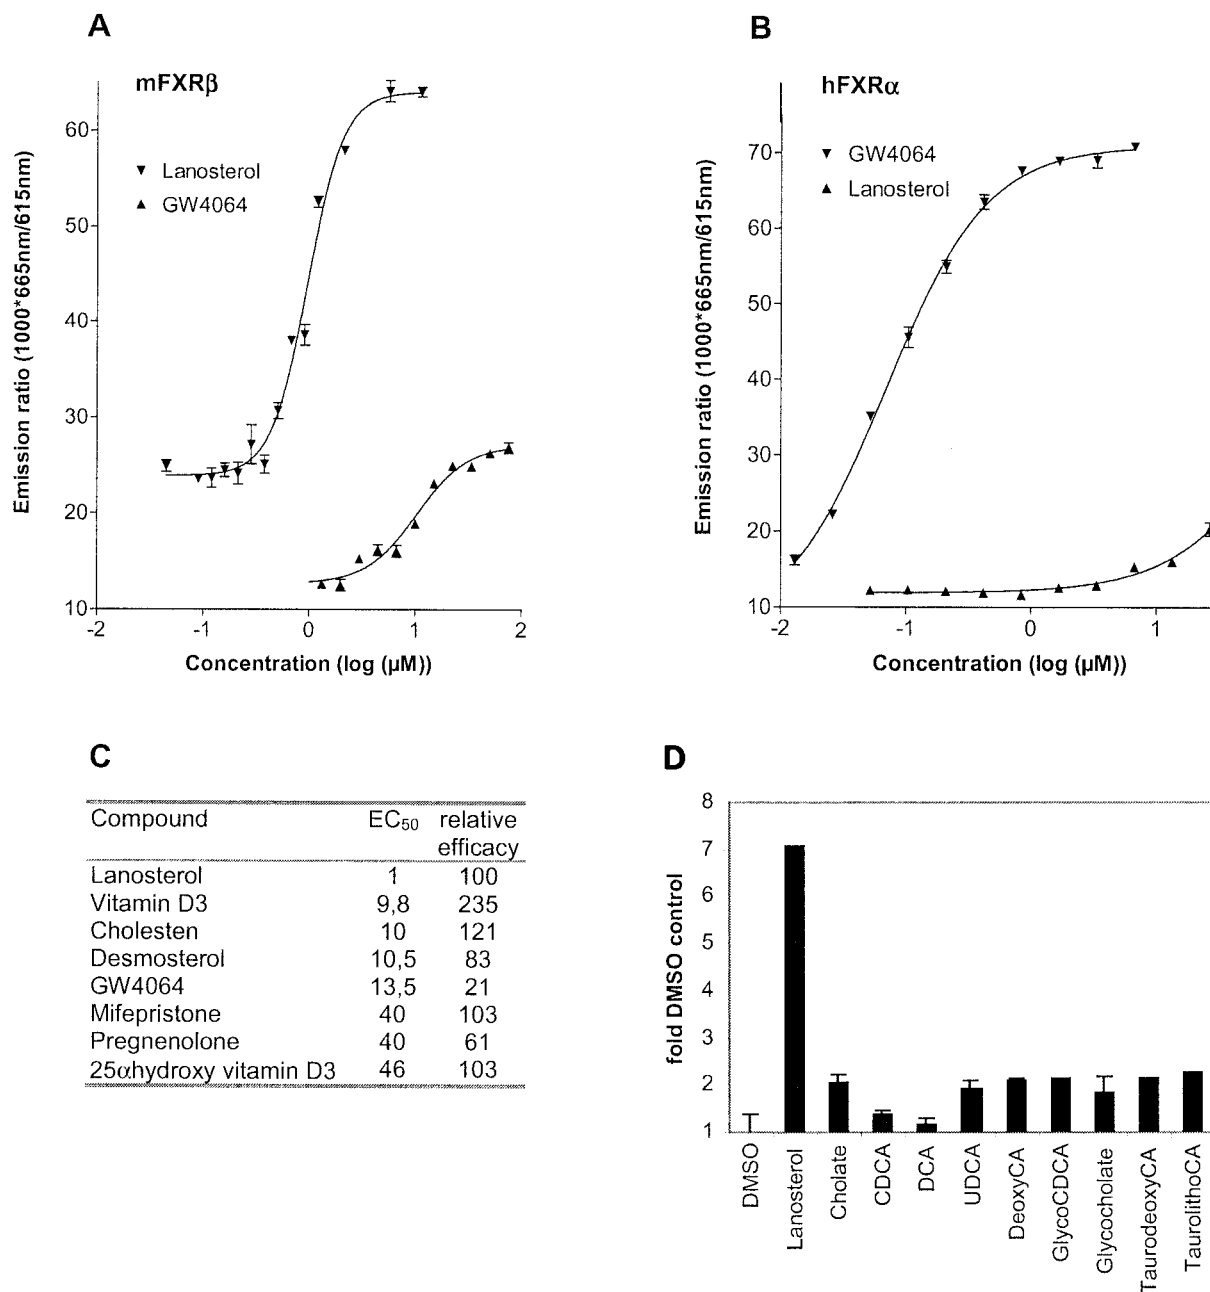 A
mFXRβ
Lanosterol
GW4064
Emission ratio (1000*665nm/615nm)
60
50
40
30
20
10
-2
-1
0
1
2
Concentration (log (µM))
B
hFXRα
GW4064
Lanosterol
Emission ratio (1000*665nm/615nm)
70
60
50
40
30
20
10
-2
-1
0
1
Concentration (log (µM))
C
Compound EC50 relative efficacy
Lanosterol 1 100
Vitamin D3 9,8 235
Cholesten 10 121
Desmosterol 10,5 83
GW4064 13,5 21
Mifepristone 40 103
Pregnenolone 40 61
25αhydroxy vitamin D3 46 103
D
fold DMSO control
8
7
6
5
4
3
2
1
DMSO
Lanosterol
Cholate
CDCA
DCA
UDCA
DeoxyCA
GlycoCDCA
Glycocholate
TaurodeoxyCA
TaurolithoCA